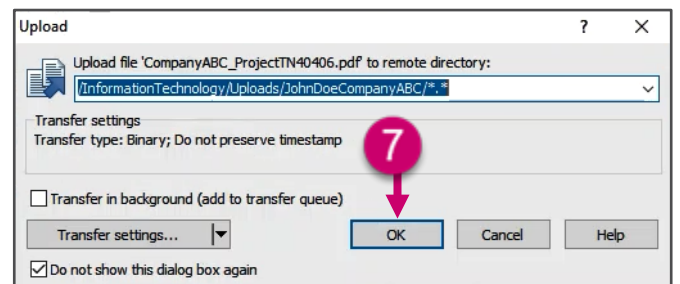 Upload ? X
Upload file 'CompanyABC_ProjectTN40406.pdf' to remote directory:
/InformationTechnology/Uploads/JohnDoeCompanyABC/*.*
Transfer settings
Transfer type: Binary; Do not preserve timestamp
7
Transfer in background (add to transfer queue)
Transfer settings... OK Cancel Help
Do not show this dialog box again